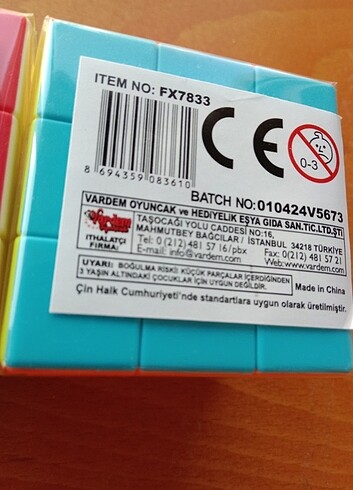 ITEM NO: FX7833
0-3
8 694359 083610
BATCH NO:010424V5673
VARDEM OYUNCAK ve HEDİYELİK EŞYA GIDA SAN.TİC.LTD.ŞTİ
Vardem
İTHALATÇI
FİRMA:
TAŞOCAĞI YOLU CADDESİ NO:16,
MAHMUTBEY BAĞCILAR / İSTANBUL 34218 TÜRKİYE
Tel: 0 (212) 481 57 16/pbx Fax: 0(212) 481 57 21
E-mail: info@vardem.com Web:www.vardem.com
UYARI: BOĞULMA RİSKİ! KÜÇÜK PARÇALAR İÇERDİĞİNDEN
3 YAŞIN ALTINDAKİ ÇOCUKLAR İÇİN UYGUN DEĞİLDİR.
Made in China
Çin Halk Cumhuriyeti'nde standartlara uygun olarak üretilmiştir.